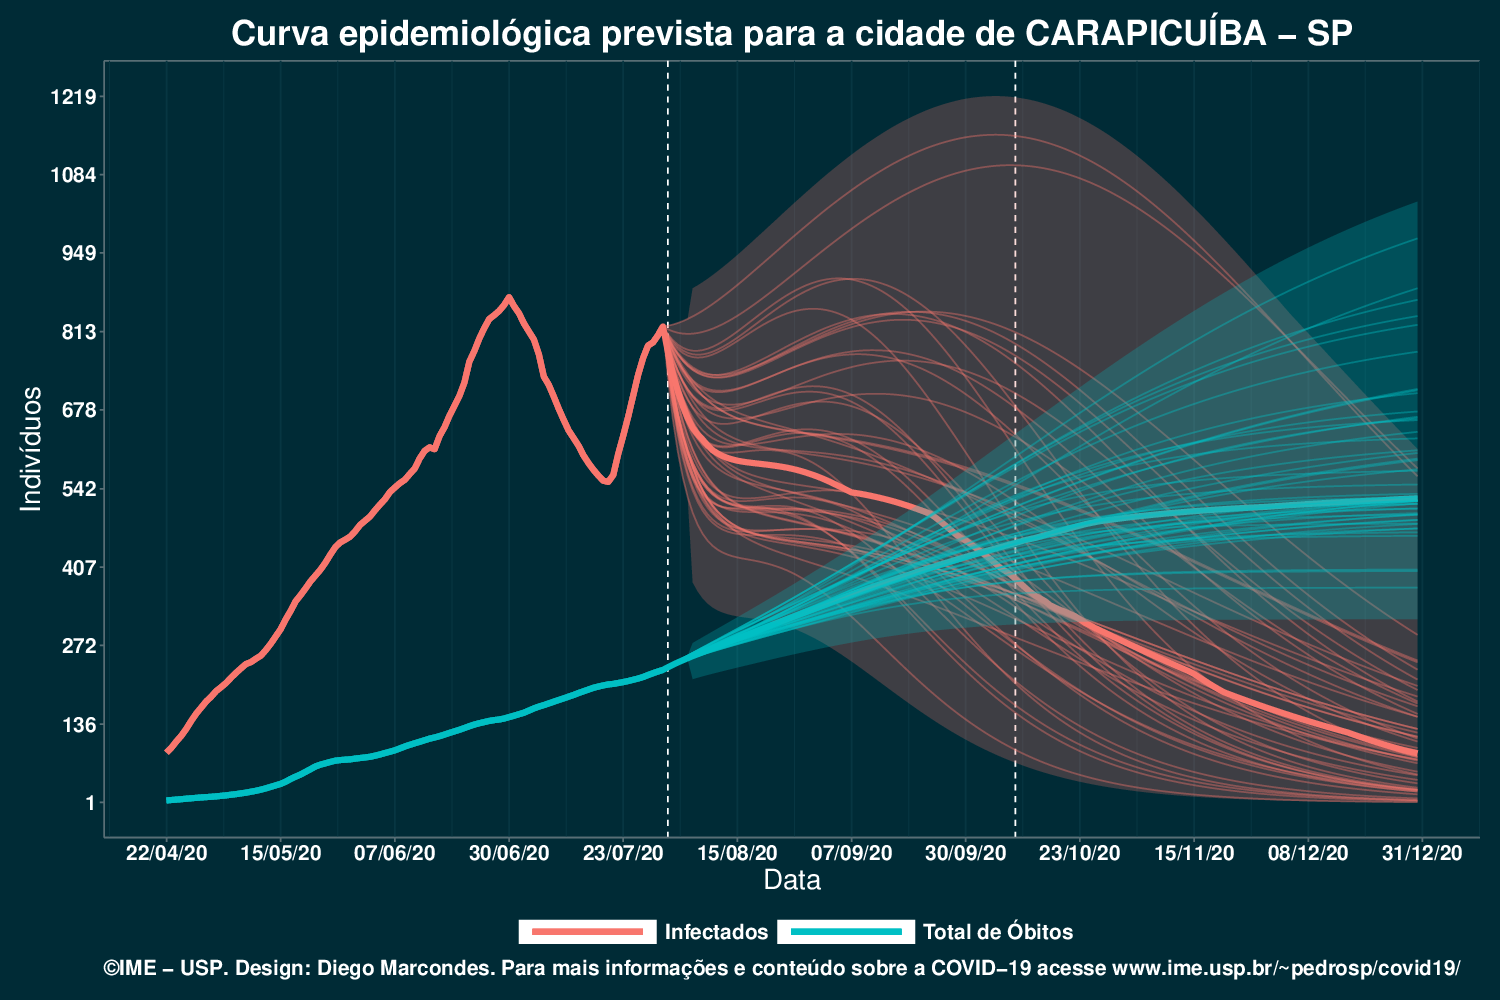 Curva epidemiológica prevista para a cidade de CARAPICUÍBA – SP
1219
1084
949
813
678
542
407
272
136
1
Indivíduos
22/04/20 15/05/20 07/06/20 30/06/20 23/07/20 15/08/20 07/09/20 30/09/20 23/10/20 15/11/20 08/12/20 31/12/20
Data
Infectados Total de Óbitos
©IME – USP. Design: Diego Marcondes. Para mais informações e conteúdo sobre a COVID–19 acesse www.ime.usp.br/~pedrosp/covid19/